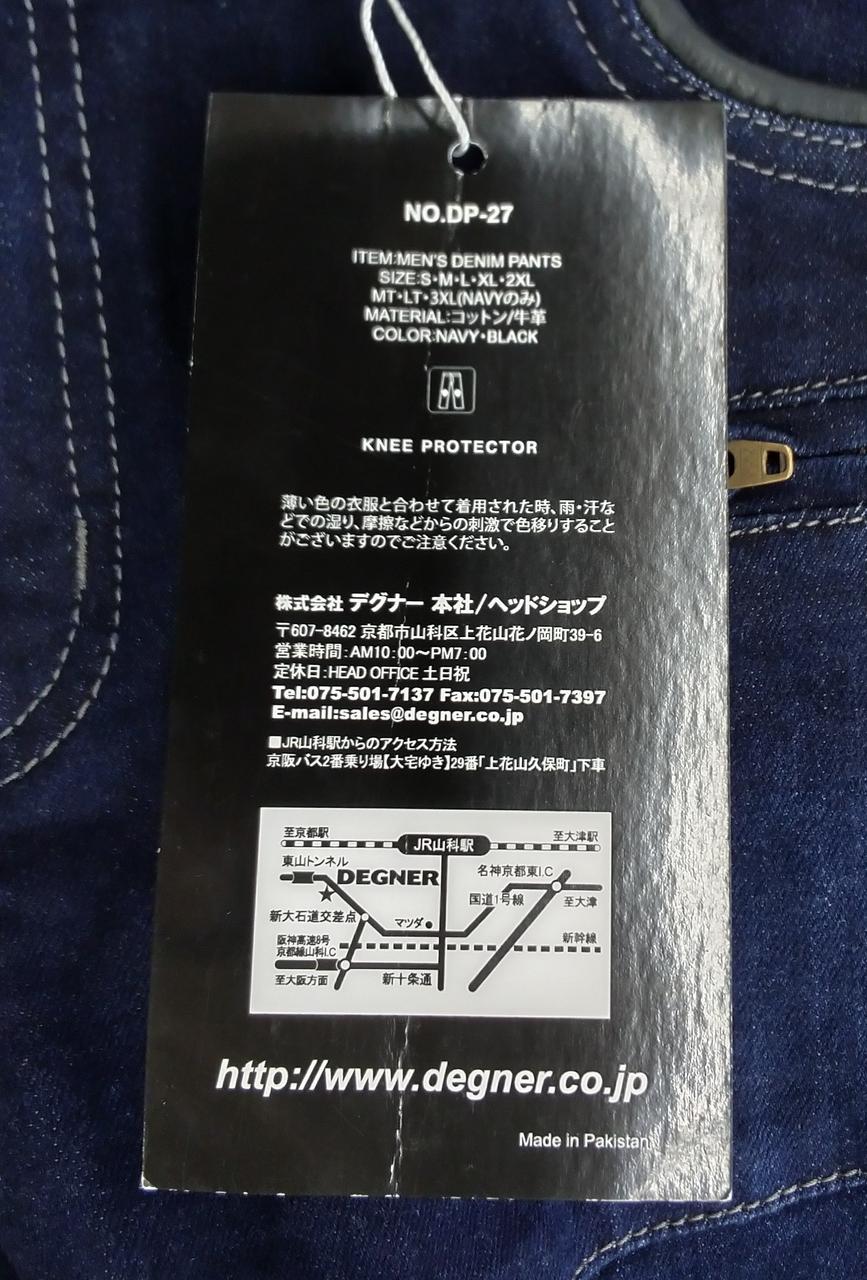 NO.DP-27
ITEM:MEN'S DENIM PANTS
SIZE:S・M・L・XL・2XL
MT・LT・3XL(NAVYのみ)
MATERIAL:コットン/牛革
COLOR:NAVY・BLACK
KNEE PROTECTOR
薄い色の衣服と合わせて着用された時、雨・汗な
どでの湿り、摩擦などからの刺激で色移りすること
がございますのでご注意ください。
株式会社 デグナー 本社/ヘッドショップ
〒607-8462 京都市山科区上花山花ノ岡町39-6
営業時間:AM10:00〜PM7:00
定休日:HEAD OFFICE 土日祝
Tel:075-501-7137 Fax:075-501-7397
E-mail:sales@degner.co.jp
■JR山科駅からのアクセス方法
京阪バス2番乗り場【大宅ゆき】29番「上花山久保町」下車
至京都駅
JR山科駅
至大津駅
東山トンネル
DEGNER
名神京都東I.C
国道1号線
至大津
新大石道交差点
マツダ
阪神高速8号
京都線山科I.C
新幹線
至大阪方面
新十条通
http://www.degner.co.jp
Made in Pakistan